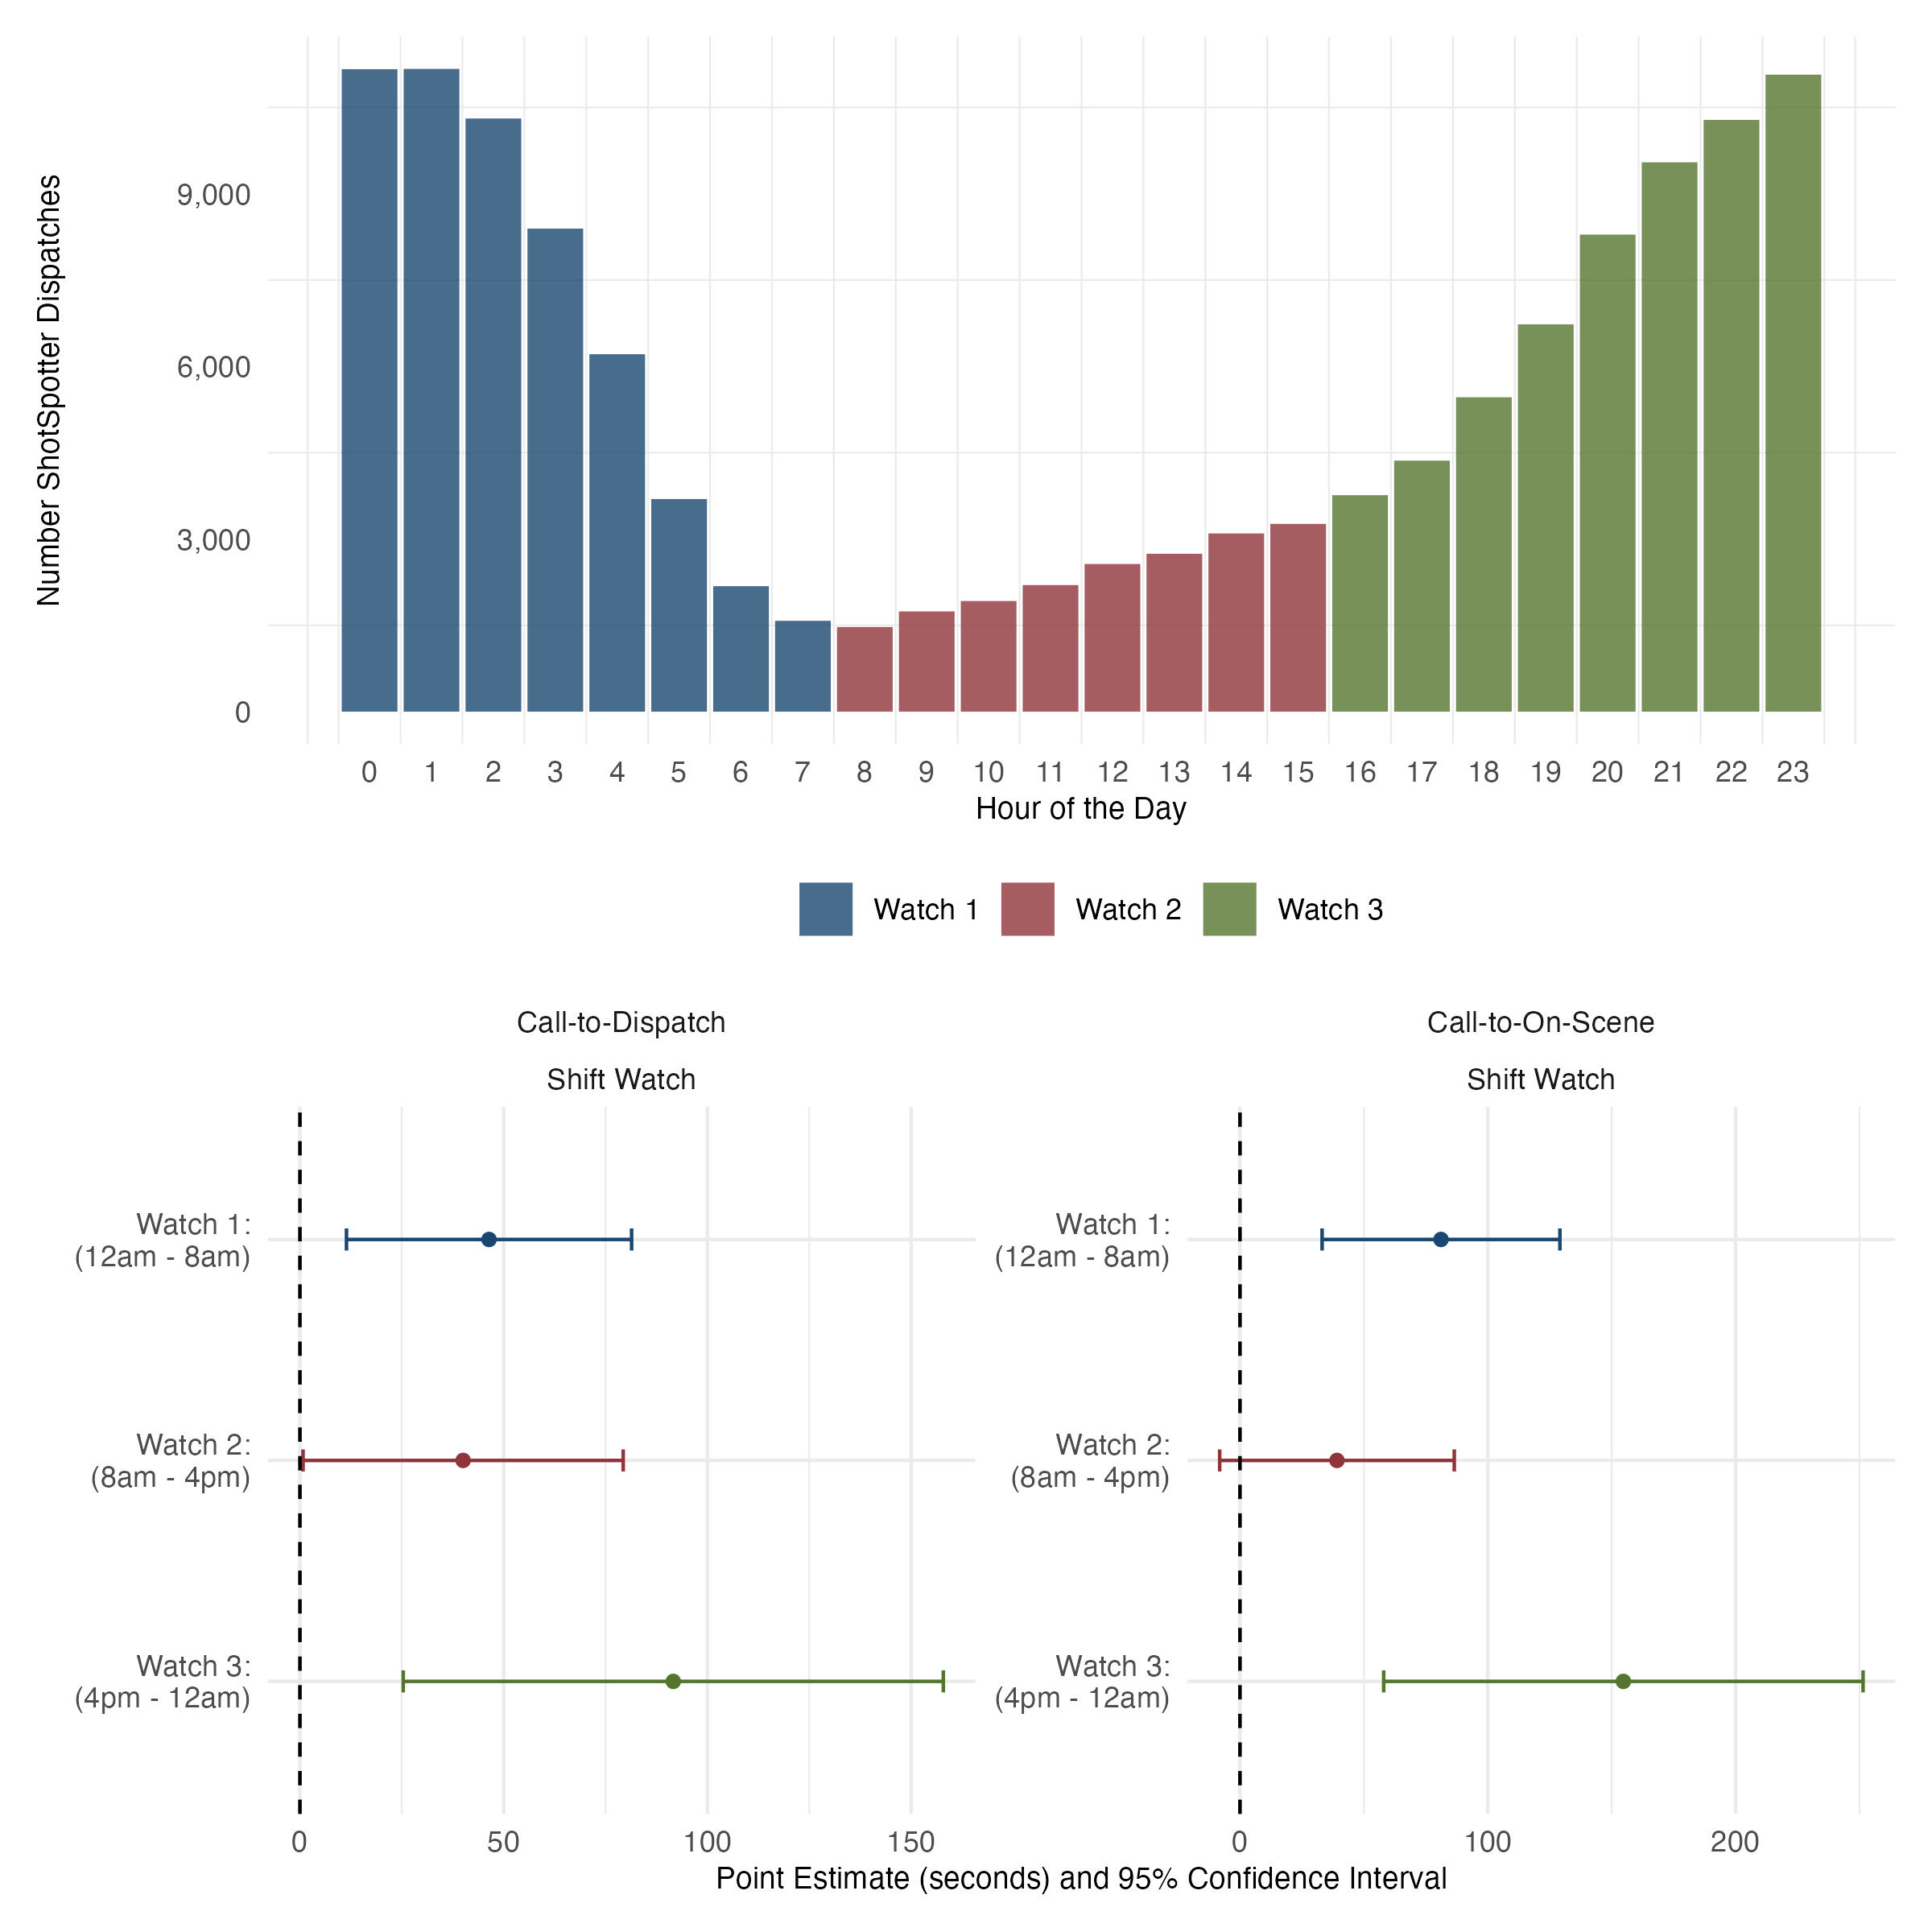 Number ShotSpotter Dispatches
9,000
6,000
3,000
0
0 1 2 3 4 5 6 7 8 9 10 11 12 13 14 15 16 17 18 19 20 21 22 23
Hour of the Day
Watch 1 Watch 2 Watch 3
Call-to-Dispatch
Shift Watch
Watch 1:
(12am - 8am)
Watch 2:
(8am - 4pm)
Watch 3:
(4pm - 12am)
0 50 100 150
Call-to-On-Scene
Shift Watch
Watch 1:
(12am - 8am)
Watch 2:
(8am - 4pm)
Watch 3:
(4pm - 12am)
0 100 200
Point Estimate (seconds) and 95% Confidence Interval